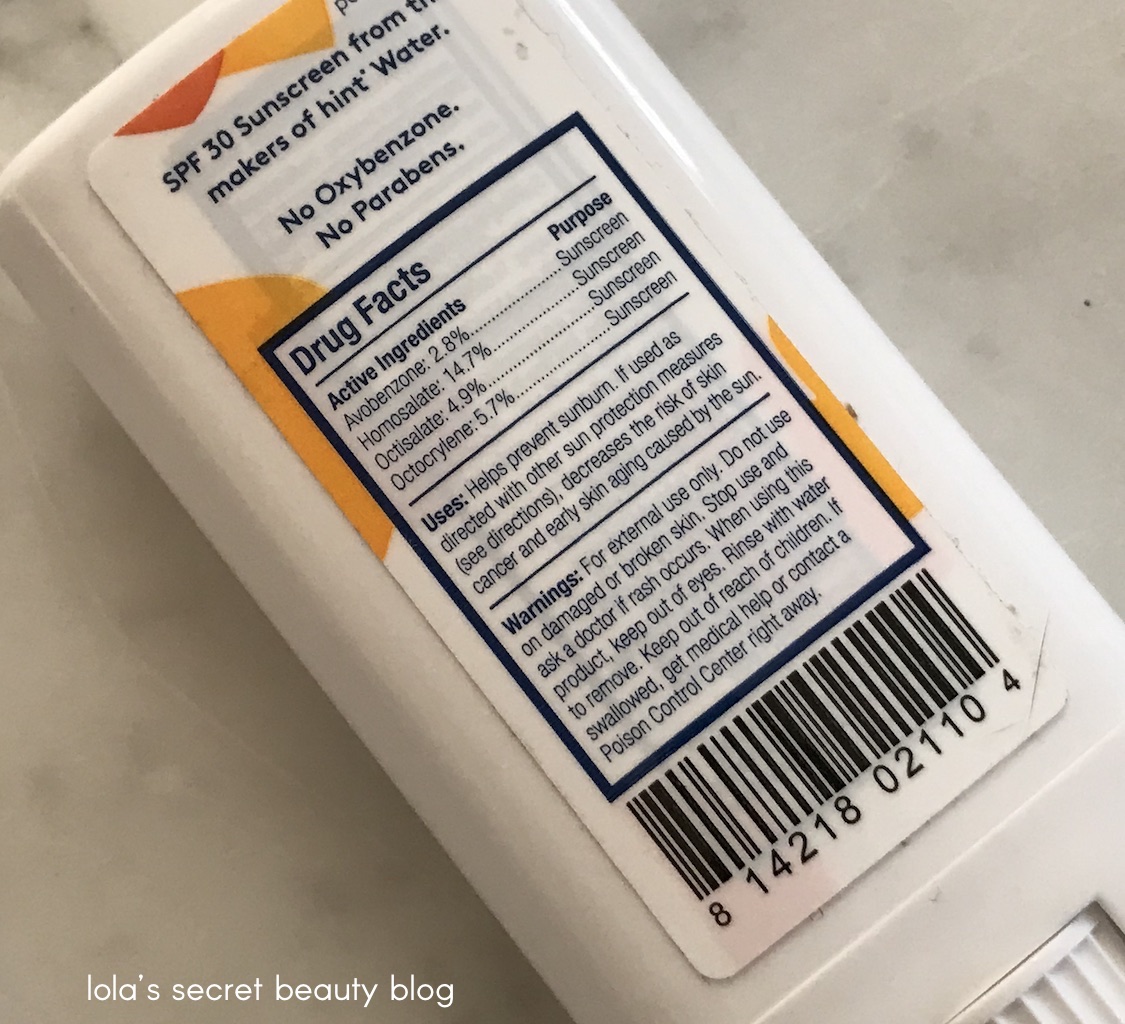 SPF 30 Sunscreen from
makers of hint® Water.
No Oxybenzone.
No Parabens.
Drug Facts
Active Ingredients Purpose
Avobenzone: 2.8%..................Sunscreen
Homosalate: 14.7%..................Sunscreen
Octisalate: 4.9%......................Sunscreen
Octocrylene: 5.7%...................Sunscreen
Uses: Helps prevent sunburn. If used as
directed with other sun protection measures
(see directions), decreases the risk of skin
cancer and early skin aging caused by the sun.
Warnings: For external use only. Do not use
on damaged or broken skin. Stop use and
ask a doctor if rash occurs. When using this
product, keep out of eyes. Rinse with water
to remove. Keep out of reach of children. If
swallowed, get medical help or contact a
Poison Control Center right away.
8 14218 02110 4
lola's secret beauty blog